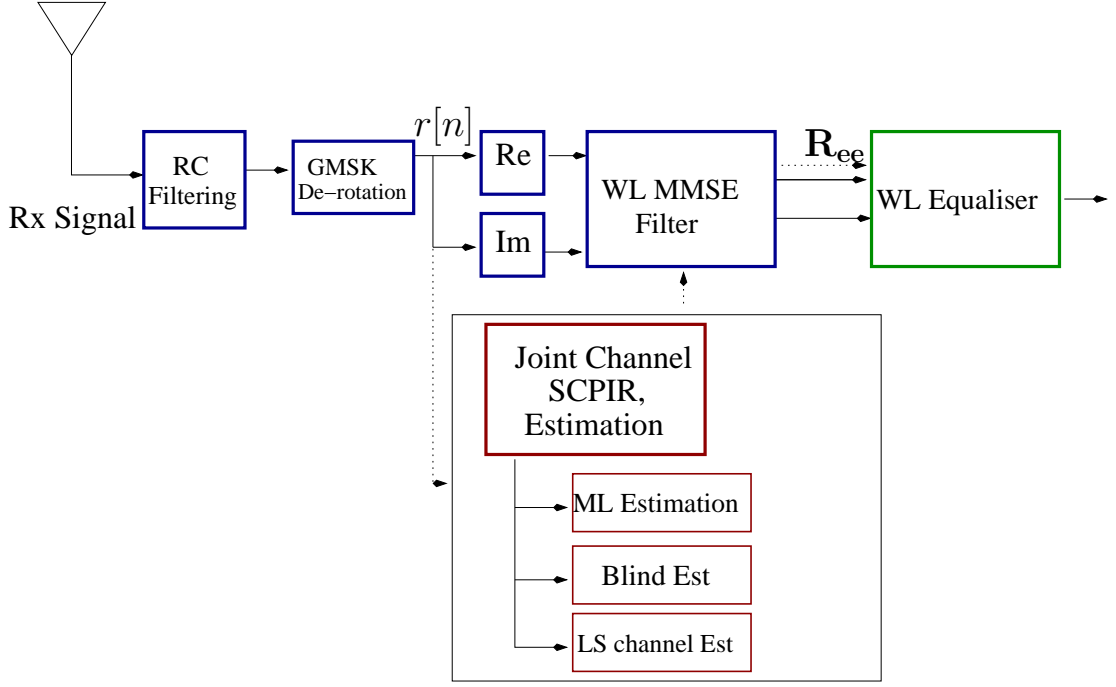 Rx Signal
RC
Filtering
GMSK
De−rotation
r[n]
Re
Im
WL MMSE
Filter
R_ee
WL Equaliser
Joint Channel
SCPIR,
Estimation
ML Estimation
Blind Est
LS channel Est